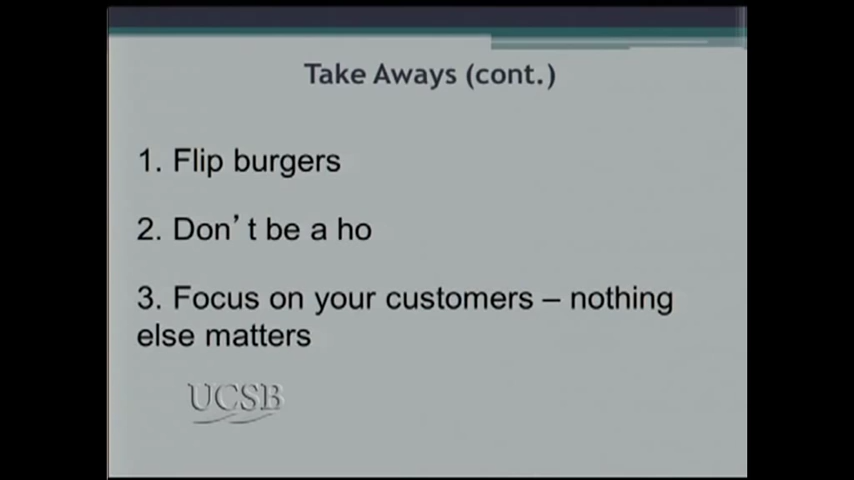 Take Aways (cont.)
1. Flip burgers
2. Don’t be a ho
3. Focus on your customers – nothing
else matters
UCSB